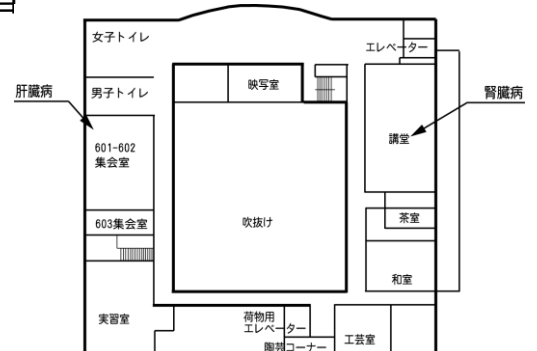 女子トイレ
エレベーター
映写室
男子トイレ
肝臓病
腎臓病
講堂
601-602
集会室
茶室
603集会室
吹抜け
和室
実習室
荷物用
エレベーター
工芸室
陶芸コーナー